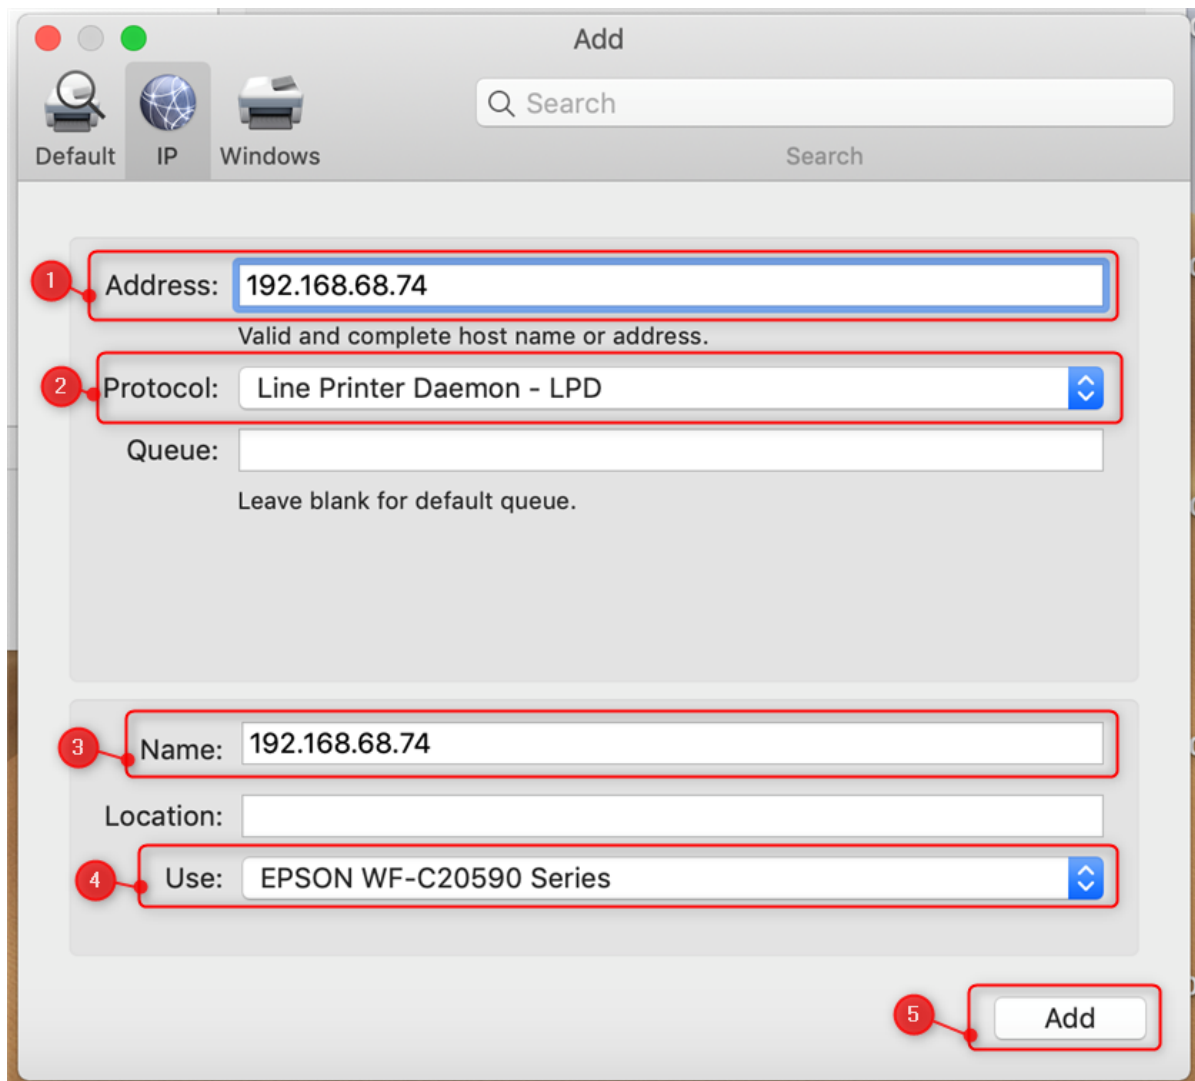 Add
Search
Default IP Windows
Search
1 Address: 192.168.68.74
Valid and complete host name or address.
2 Protocol: Line Printer Daemon - LPD
Queue:
Leave blank for default queue.
3 Name: 192.168.68.74
Location:
4 Use: EPSON WF-C20590 Series
5 Add